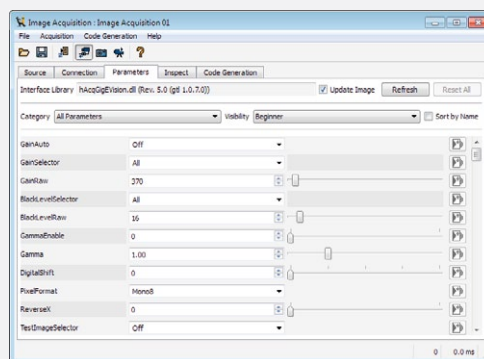 Image Acquisition : Image Acquisition 01
File Acquisition Code Generation Help
Source Connection Parameters Inspect Code Generation
Interface Library hAcqGigEVision.dll (Rev. 5.0 (gtl 1.0.7.0)) Update Image Refresh Reset All
Category All Parameters Visibility Beginner Sort by Name
GainAuto Off
GainSelector All
GainRaw 370
BlackLevelSelector All
BlackLevelRaw 16
GammaEnable 0
Gamma 1.00
DigitalShift 0
PixelFormat Mono8
ReverseX 0
TestImageSelector Off
0 0.0 ms